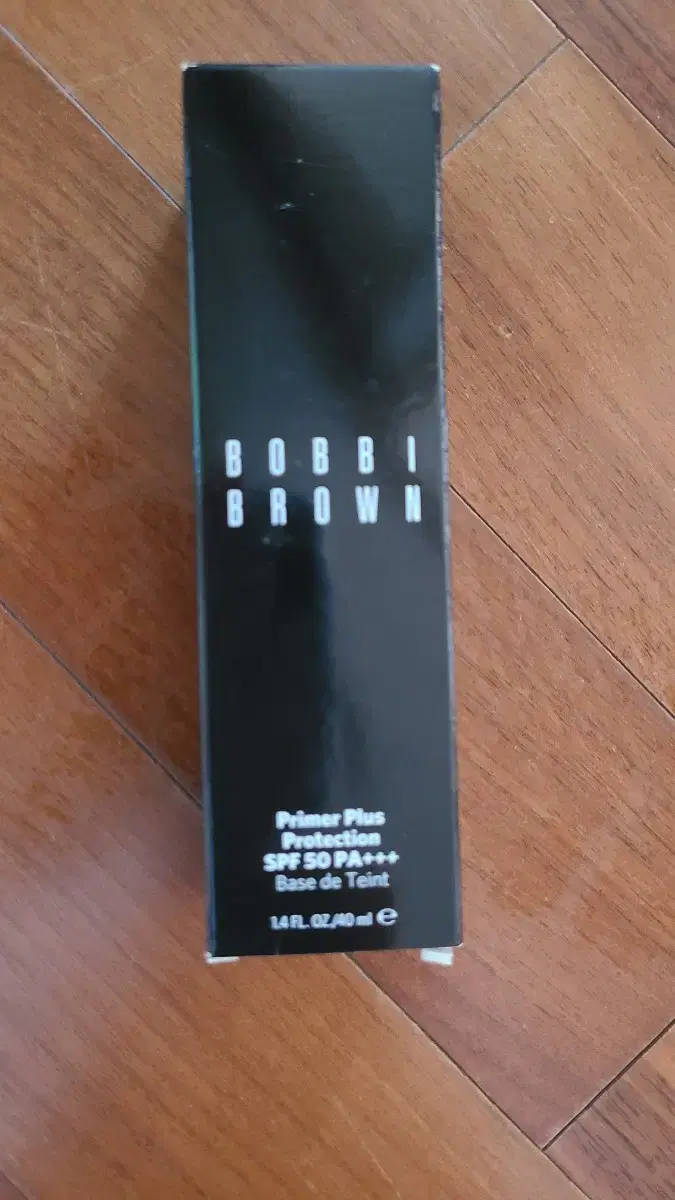 BOBBI
BROWN
Primer Plus
Protection
SPF 50 PA+++
Base de Teint
1.4 FL. OZ./40 ml ℮